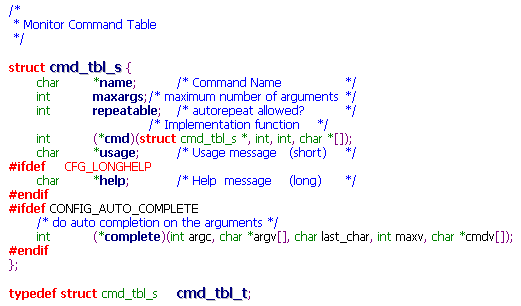 /*
 * Monitor Command Table
 */
struct cmd_tbl_s {
char *name; /* Command Name */
int maxargs; /* maximum number of arguments */
int repeatable; /* autorepeat allowed? */
/* Implementation function */
int (*cmd)(struct cmd_tbl_s *, int, int, char *[]);
char *usage; /* Usage message (short) */
#ifdef CFG_LONGHELP
char *help; /* Help message (long) */
#endif
#ifdef CONFIG_AUTO_COMPLETE
/* do auto completion on the arguments */
int (*complete)(int argc, char *argv[], char last_char, int maxv, char *cmdv[]);
#endif
};
typedef struct cmd_tbl_s cmd_tbl_t;